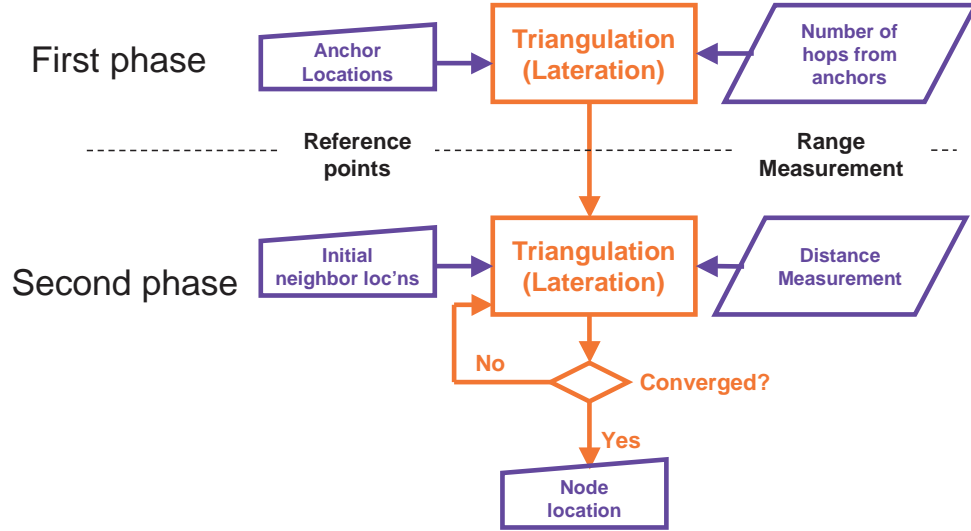 First phase
Anchor
Locations
Triangulation
(Lateration)
Number of
hops from
anchors
Reference
points
Range
Measurement
Second phase
Initial
neighbor loc'ns
Triangulation
(Lateration)
Distance
Measurement
No
Converged?
Yes
Node
location